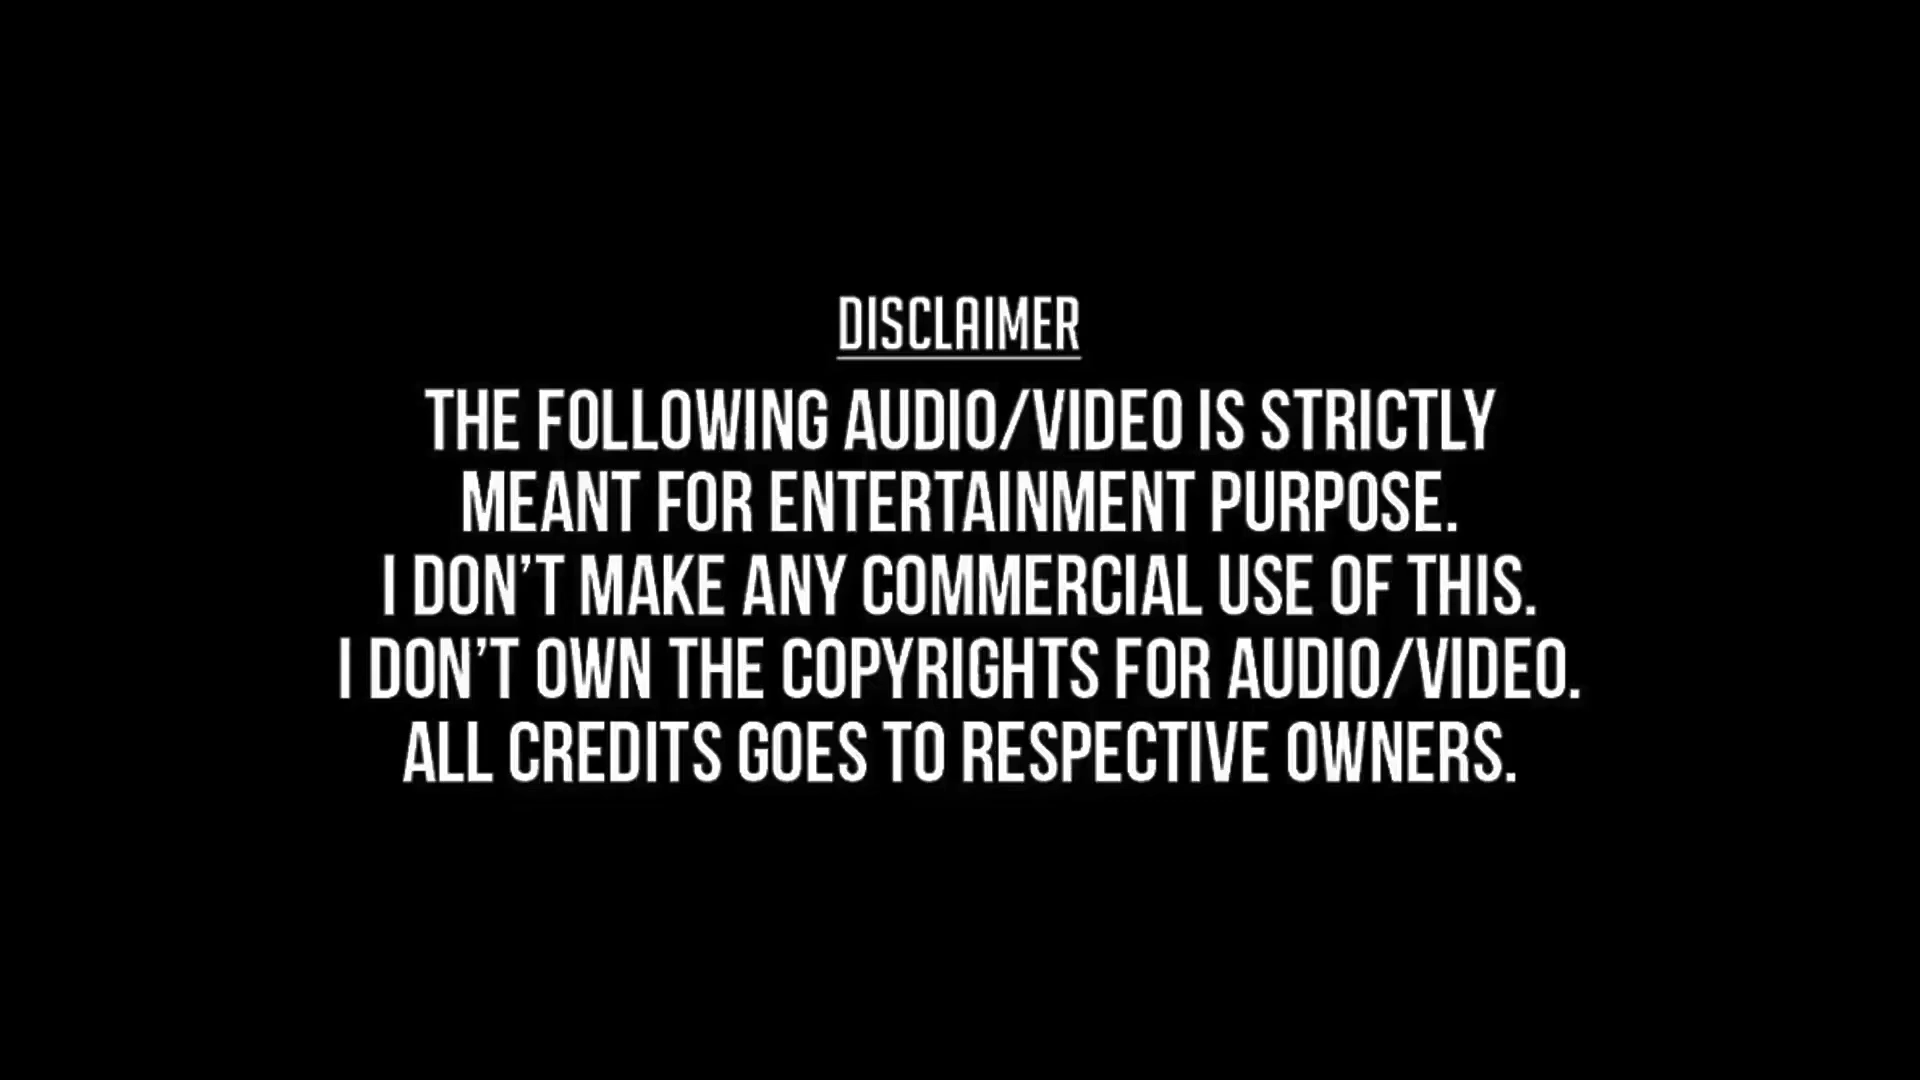 DISCLAIMER
THE FOLLOWING AUDIO/VIDEO IS STRICTLY
MEANT FOR ENTERTAINMENT PURPOSE.
I DON’T MAKE ANY COMMERCIAL USE OF THIS.
I DON’T OWN THE COPYRIGHTS FOR AUDIO/VIDEO.
ALL CREDITS GOES TO RESPECTIVE OWNERS.